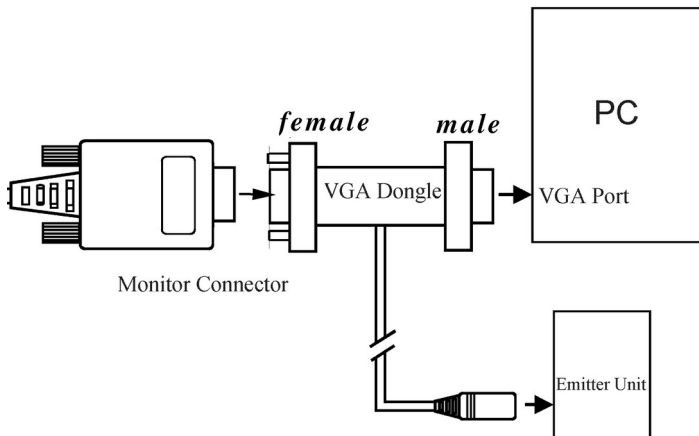 female
male
PC
VGA Dongle
VGA Port
Monitor Connector
Emitter Unit